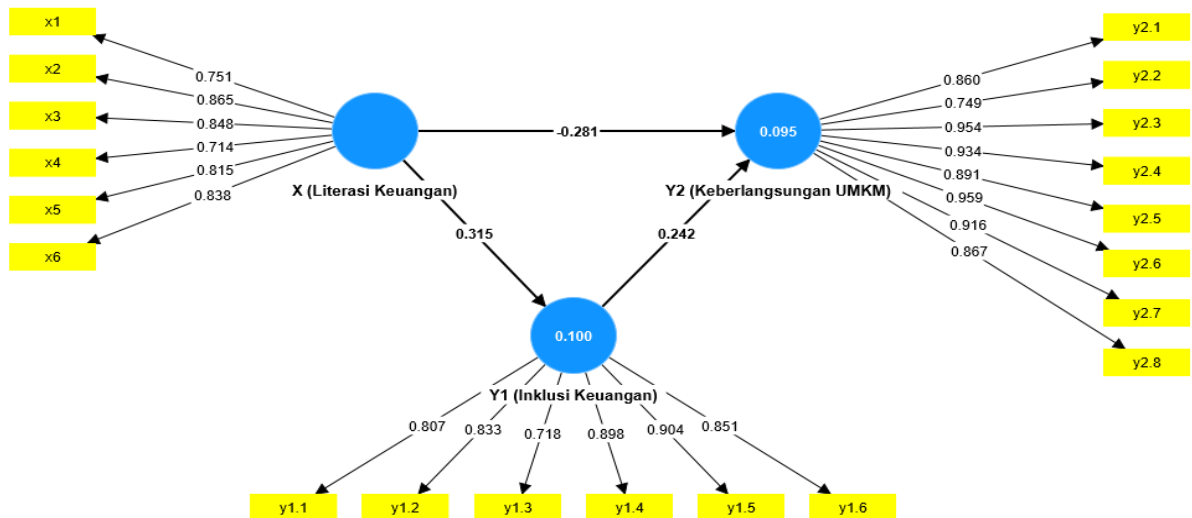 x1
x2
x3
x4
x5
x6
0.751
0.865
0.848
0.714
0.815
0.838
X (Literasi Keuangan)
-0.281
0.315
0.242
0.095
Y2 (Keberlangsungan UMKM)
0.860
0.749
0.954
0.934
0.891
0.959
0.916
0.867
y2.1
y2.2
y2.3
y2.4
y2.5
y2.6
y2.7
y2.8
0.100
Y1 (Inklusi Keuangan)
0.807
0.833
0.718
0.898
0.904
0.851
y1.1
y1.2
y1.3
y1.4
y1.5
y1.6